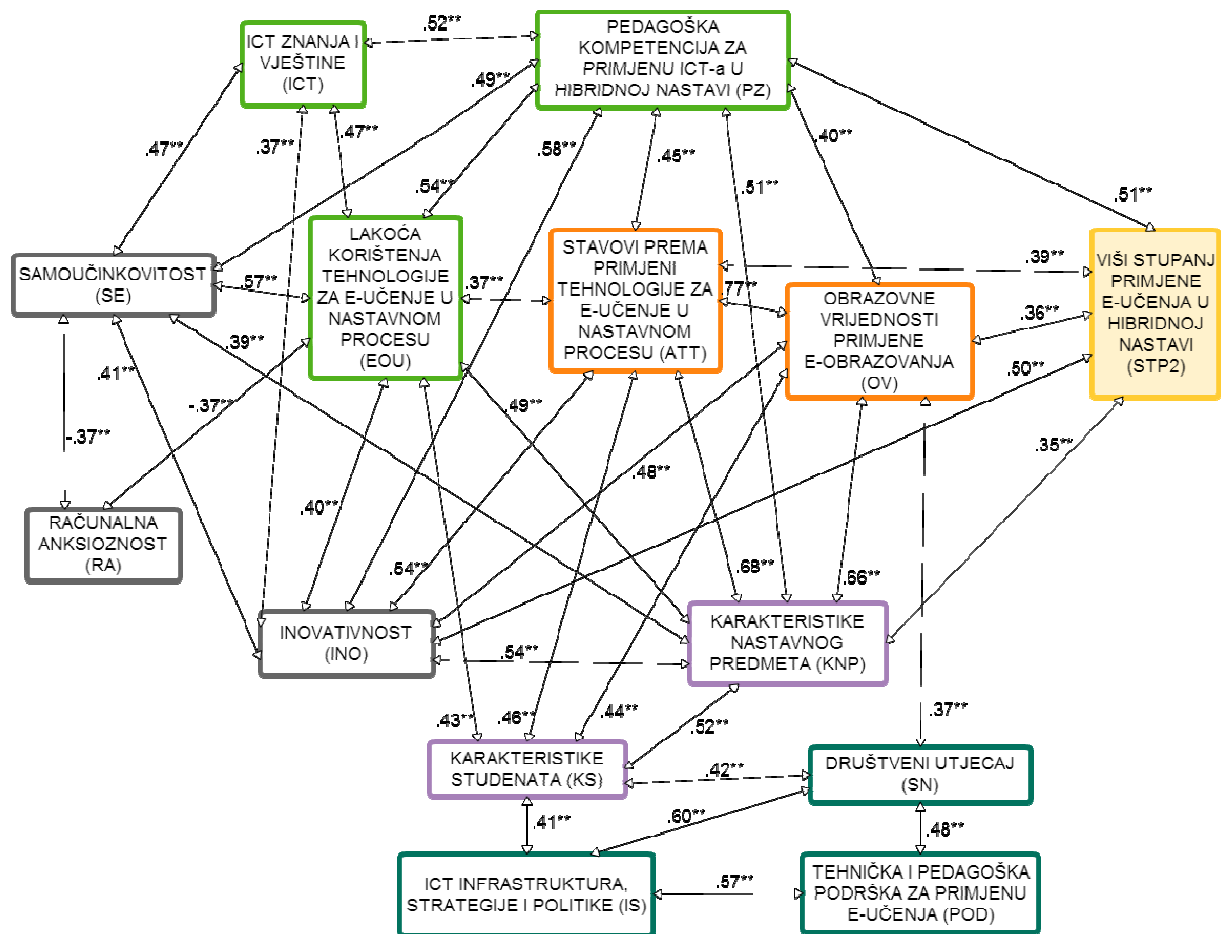 ICT ZNANJA I
VJEŠTINE
(ICT)
.52**
PEDAGOŠKA
KOMPETENCIJA ZA
PRIMJENU ICT-a U
HIBRIDNOJ NASTAVI (PZ)
.49**
.47**
.37**
.47**
.54**
.58**
.45**
.51**
.40**
.51**
SAMOUČINKOVITOST
(SE)
.57**
LAKOĆA
KORIŠTENJA
TEHNOLOGIJE
ZA E-UČENJE U
NASTAVNOM
PROCESU
(EOU)
.37**
STAVOVI PREMA
PRIMJENI
TEHNOLOGIJE ZA
E-UČENJE U
NASTAVNOM
PROCESU (ATT)
.77**
.39**
OBRAZOVNE
VRIJEDNOSTI
PRIMJENE
E-OBRAZOVANJA
(OV)
.36**
VIŠI STUPANJ
PRIMJENE
E-UČENJA U
HIBRIDNOJ
NASTAVI
(STP2)
.39**
.41**
-.37**
-.37**
.49**
.50**
.35**
.48**
.40**
RAČUNALNA
ANKSIOZNOST
(RA)
.54**
.68**
.66**
INOVATIVNOST
(INO)
.54**
KARAKTERISTIKE
NASTAVNOG
PREDMETA (KNP)
.43**
.46**
.44**
.52**
.37**
KARAKTERISTIKE
STUDENATA (KS)
.42**
DRUŠTVENI UTJECAJ
(SN)
.41**
.60**
.48**
ICT INFRASTRUKTURA,
STRATEGIJE I POLITIKE (IS)
.57**
TEHNIČKA I PEDAGOŠKA
PODRŠKA ZA PRIMJENU
E-UČENJA (POD)